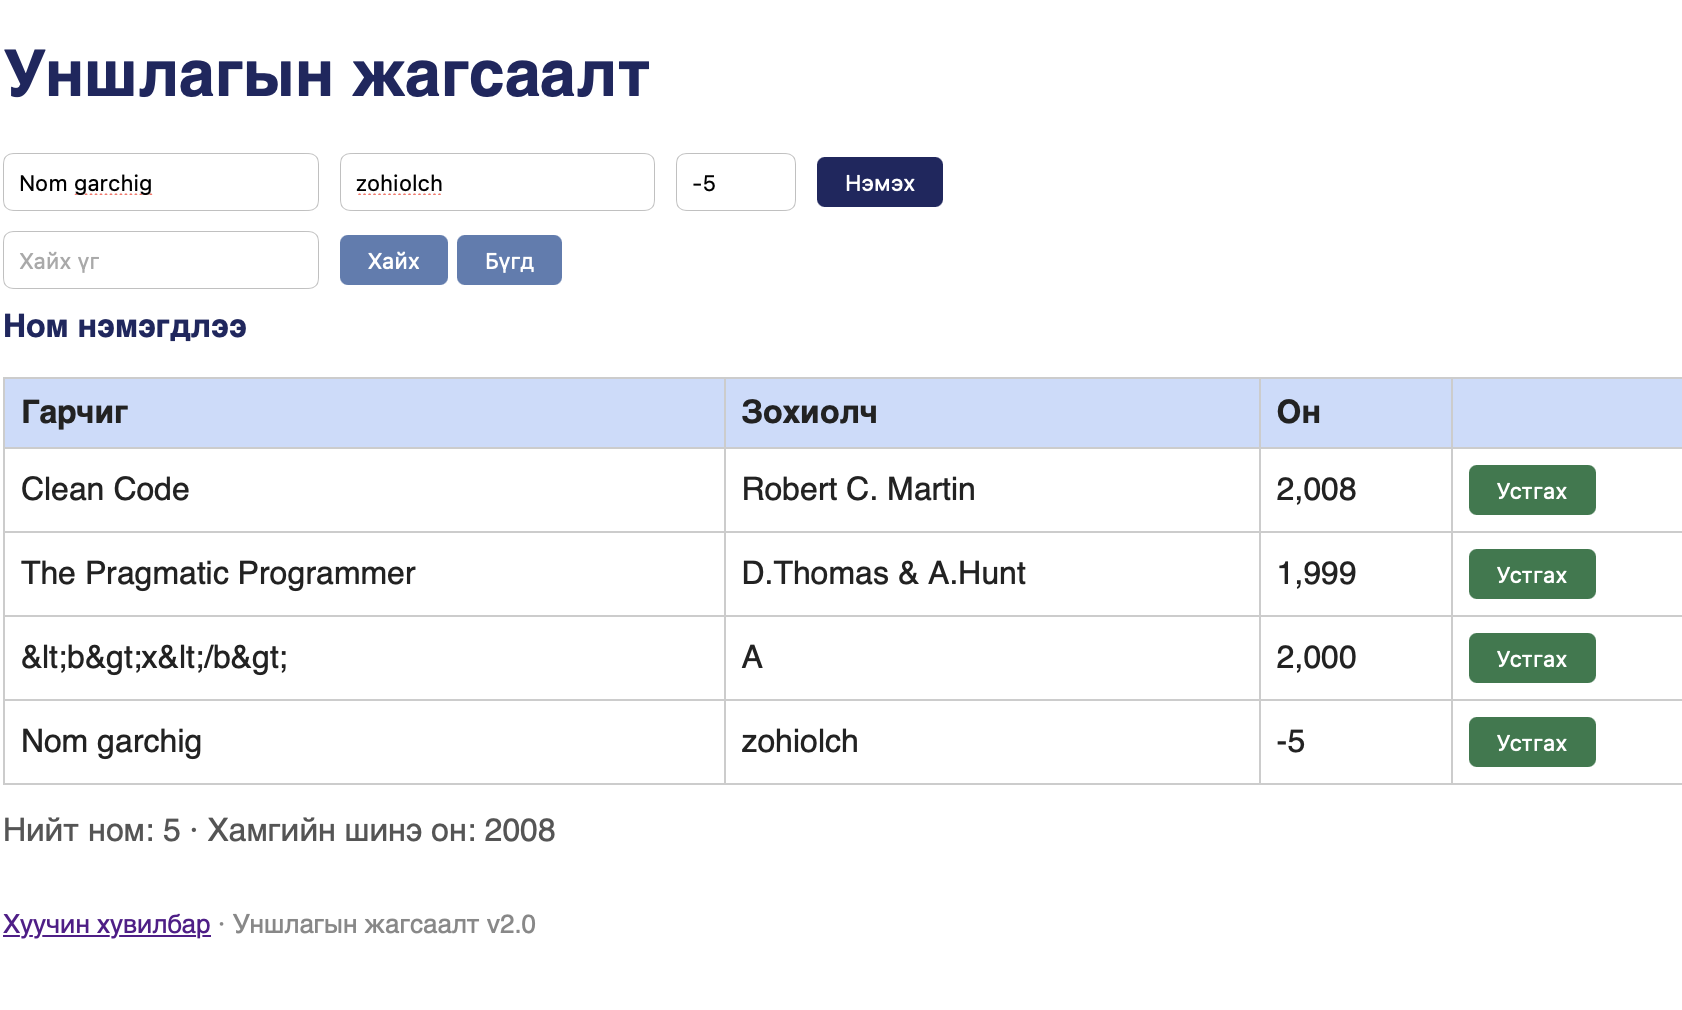 Уншлагын жагсаалт
Nom garchig zohiolch -5 Нэмэх
Хайх үг Хайх Бүгд
Ном нэмэгдлээ
Гарчиг Зохиолч Он
Clean Code Robert C. Martin 2,008 Устгах
The Pragmatic Programmer D.Thomas & A.Hunt 1,999 Устгах
&lt;b&gt;x&lt;/b&gt; A 2,000 Устгах
Nom garchig zohiolch -5 Устгах
Нийт ном: 5 · Хамгийн шинэ он: 2008
Хуучин хувилбар · Уншлагын жагсаалт v2.0